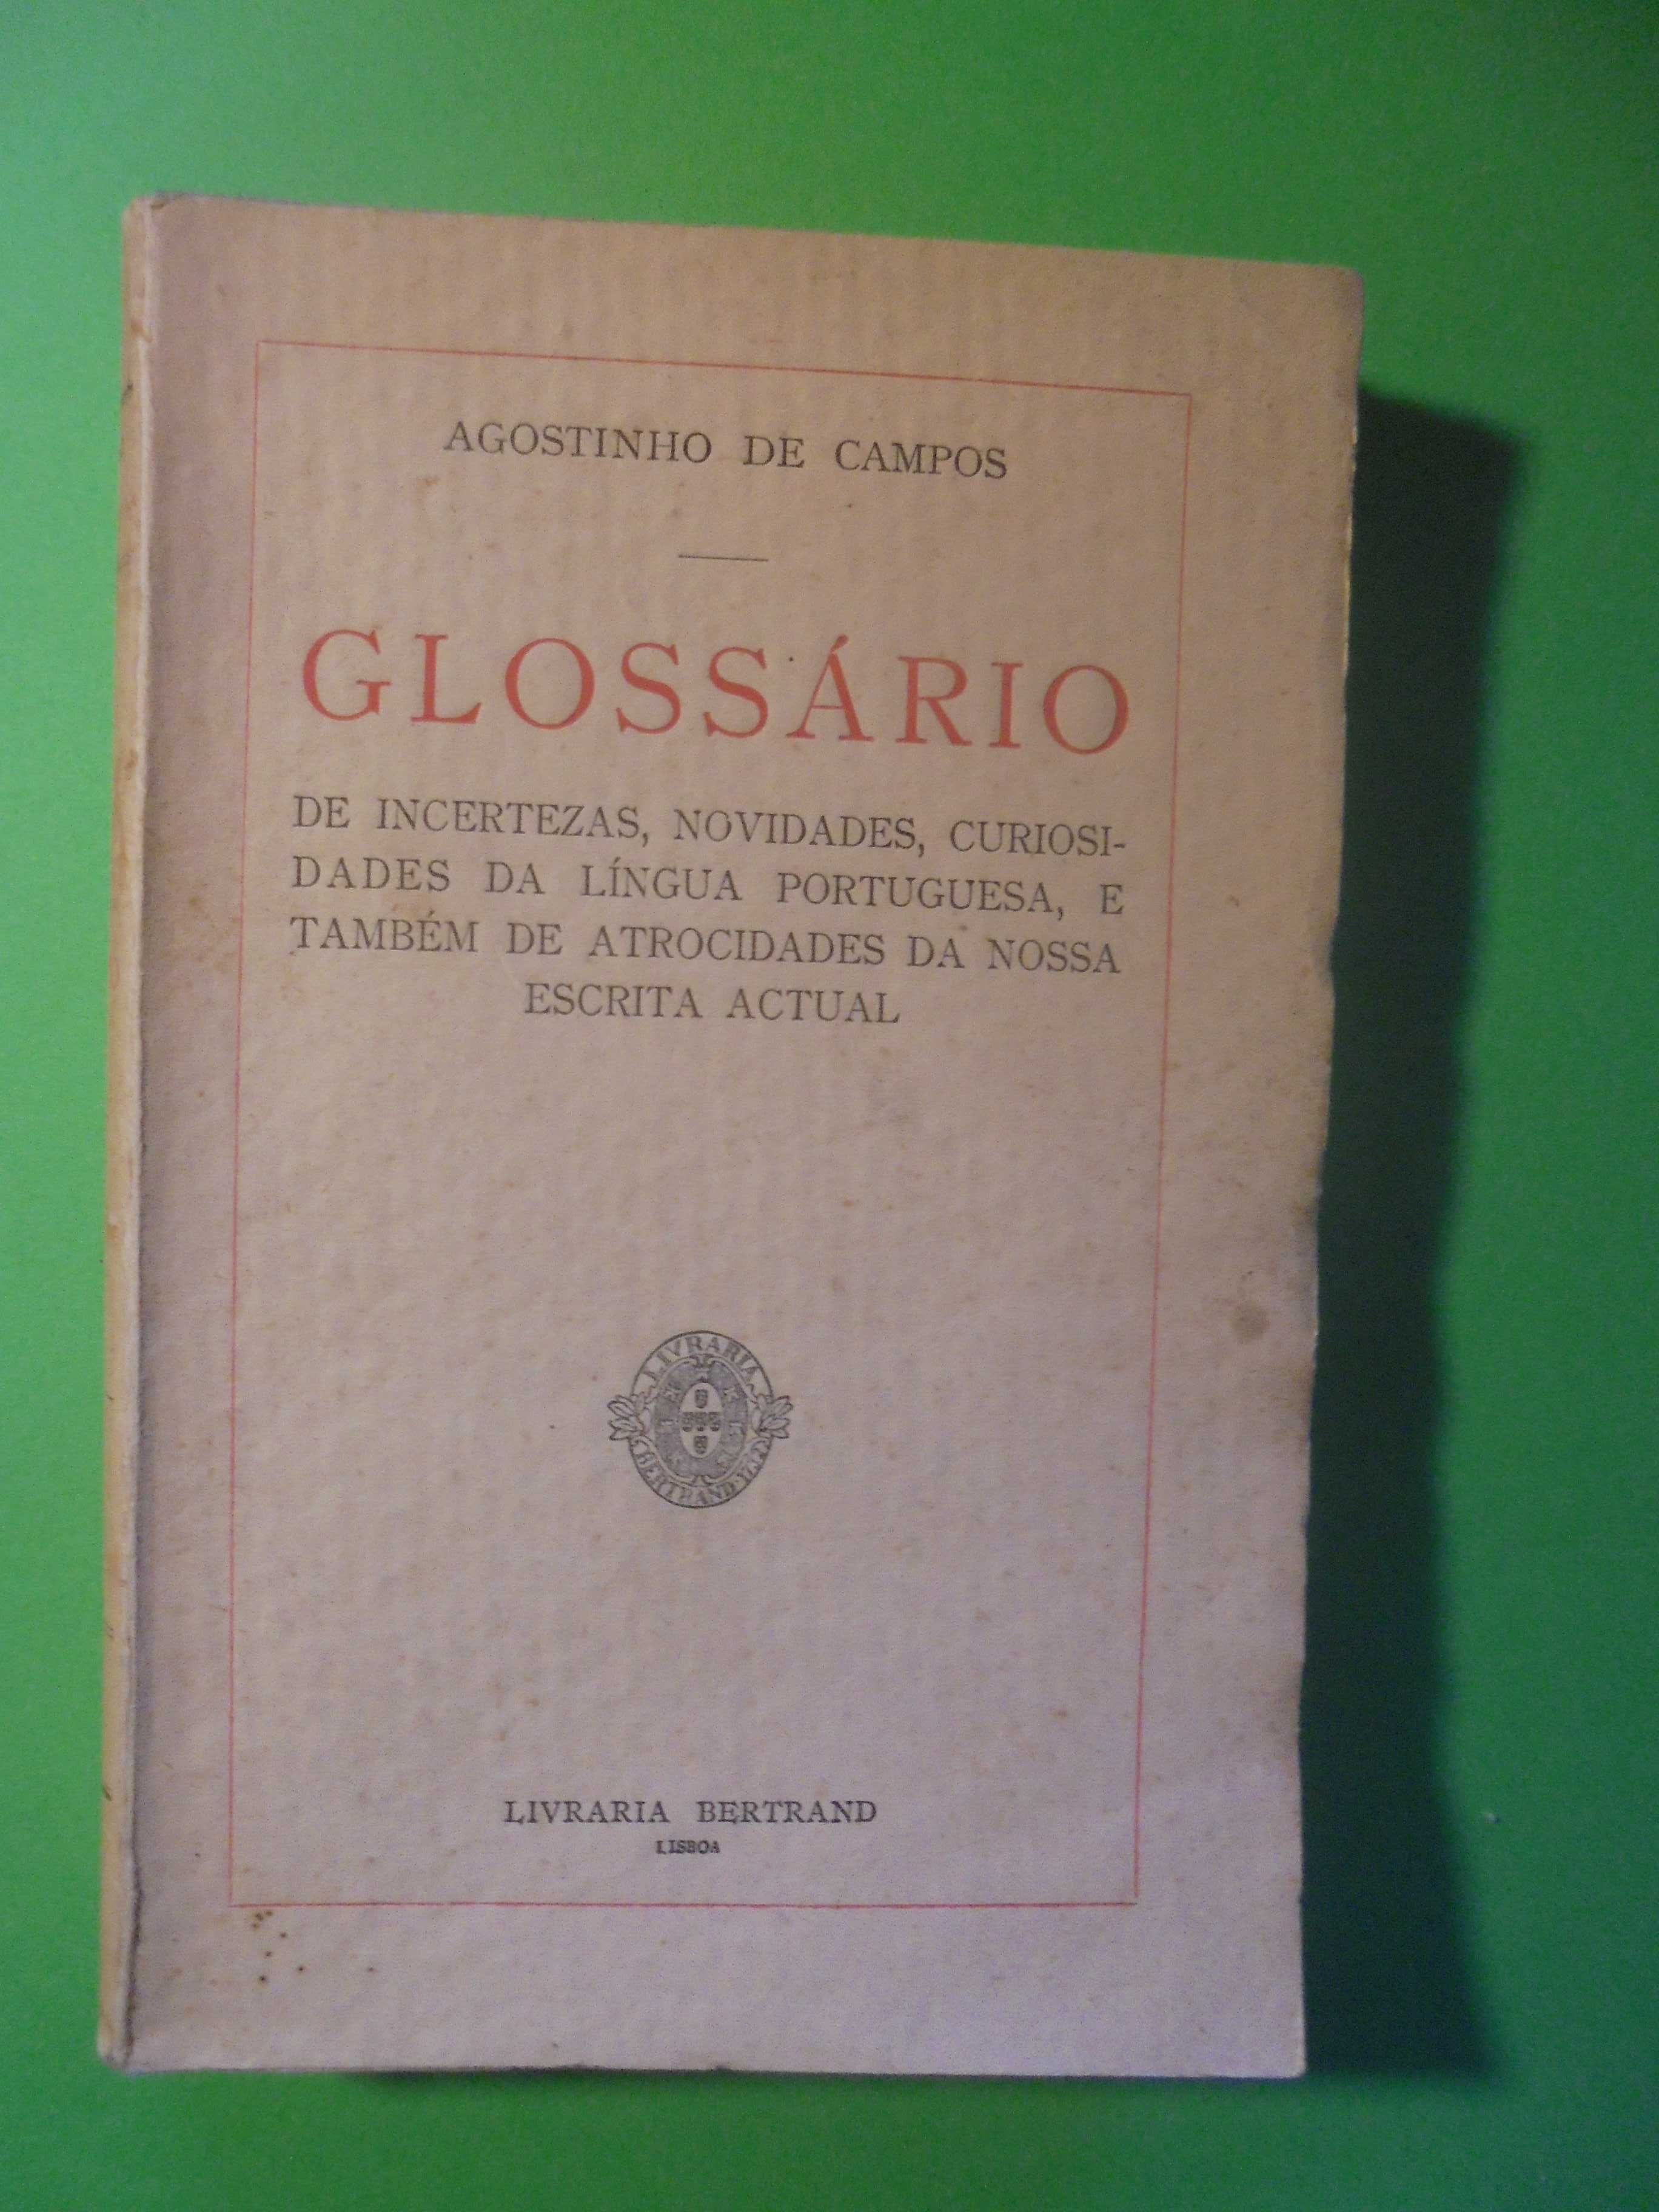 AGOSTINHO DE CAMPOS
GLOSSÁRIO
DE INCERTEZAS, NOVIDADES, CURIOSI-
DADES DA LÍNGUA PORTUGUESA, E
TAMBÉM DE ATROCIDADES DA NOSSA
ESCRITA ACTUAL
LIVRARIA
BERTRAND·1732
LIVRARIA BERTRAND
LISBOA